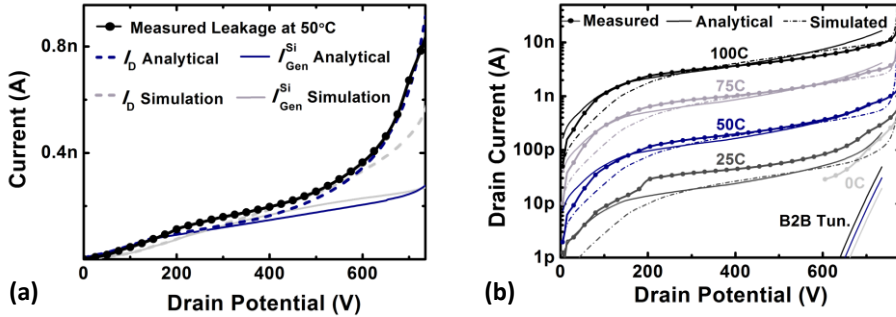 Current (A)
0.8n
0.4n
Measured Leakage at 50°C
I_D Analytical
I_Gen^Si Analytical
I_D Simulation
I_Gen^Si Simulation
0 200 400 600
Drain Potential (V)
(a)
Drain Current (A)
10n
1n
100p
10p
1p
Measured Analytical Simulated
100C
75C
50C
25C
0C
B2B Tun.
0 200 400 600
Drain Potential (V)
(b)